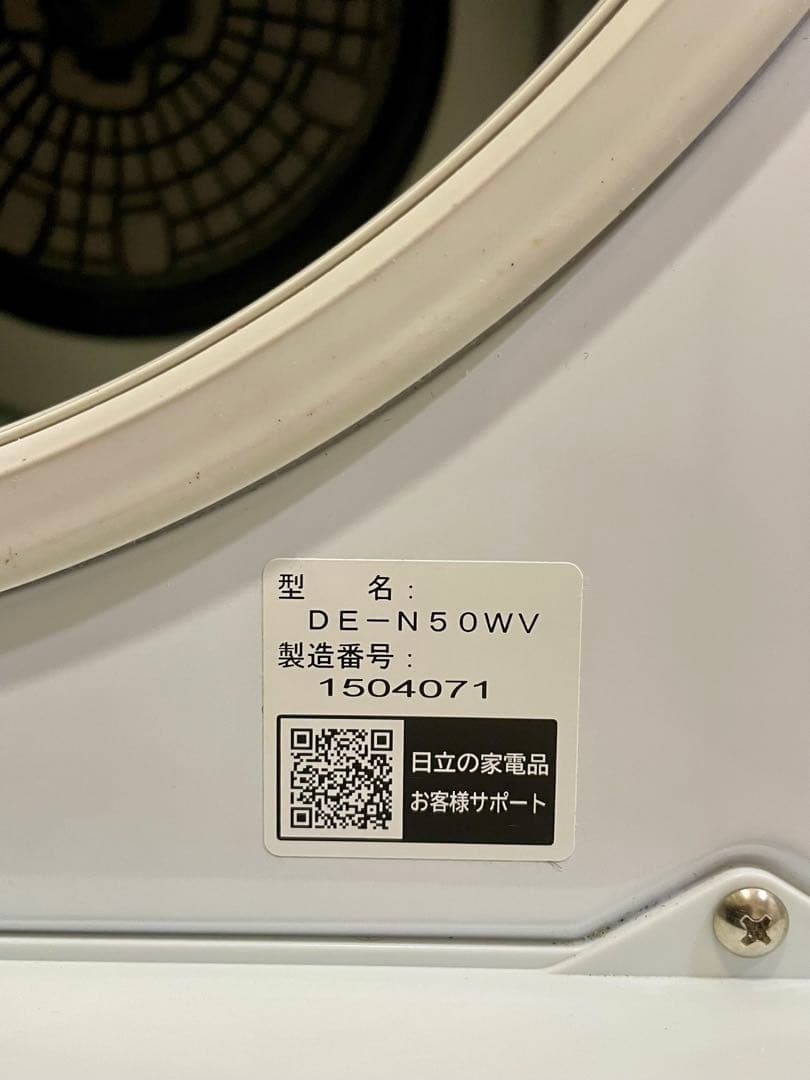 型　　名：
ＤＥ－Ｎ５０ＷＶ
製造番号：
1504071
日立の家電品
お客様サポート